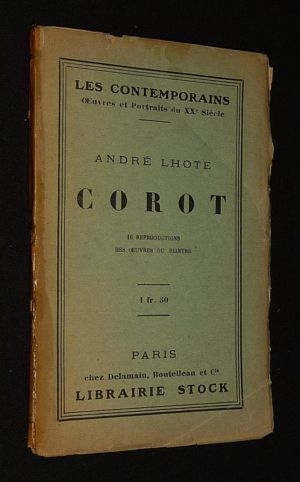 LES CONTEMPORAINS
Œuvres et Portraits du XXᵉ Siècle
ANDRÉ LHOTE
COROT
16 REPRODUCTIONS
DES ŒUVRES DU PEINTRE
1 fr. 50
PARIS
chez Delamain, Boutelleau et Cⁱᵉ
LIBRAIRIE STOCK